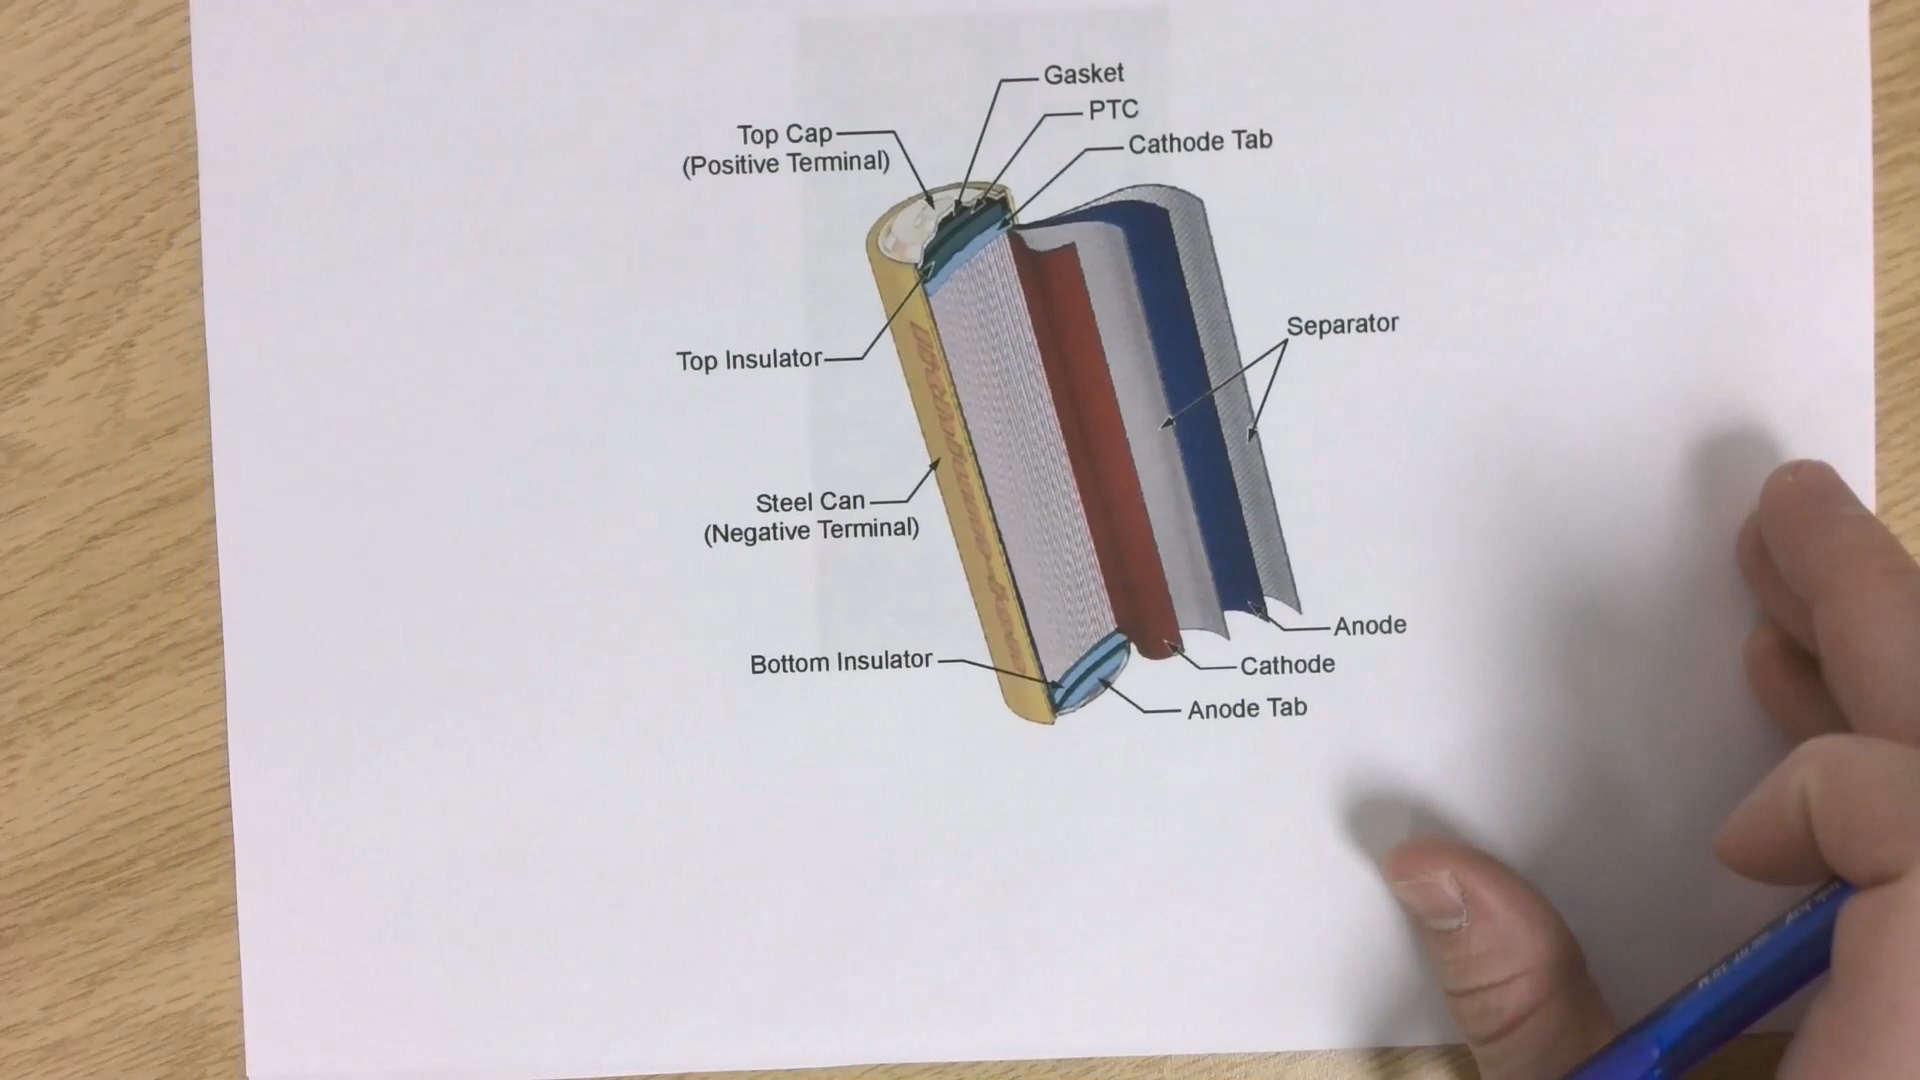 Gasket
PTC
Top Cap
(Positive Terminal)
Cathode Tab
Separator
Top Insulator
Steel Can
(Negative Terminal)
Anode
Bottom Insulator
Cathode
Anode Tab